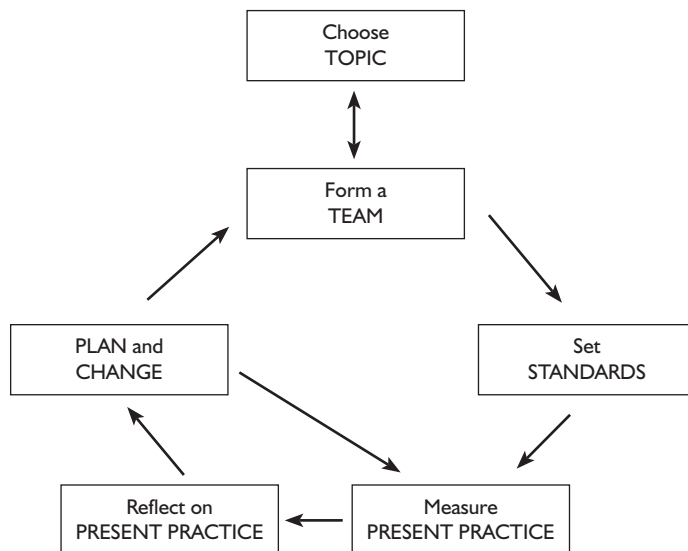 Choose
TOPIC
Form a
TEAM
PLAN and
CHANGE
Set
STANDARDS
Reflect on
PRESENT PRACTICE
Measure
PRESENT PRACTICE